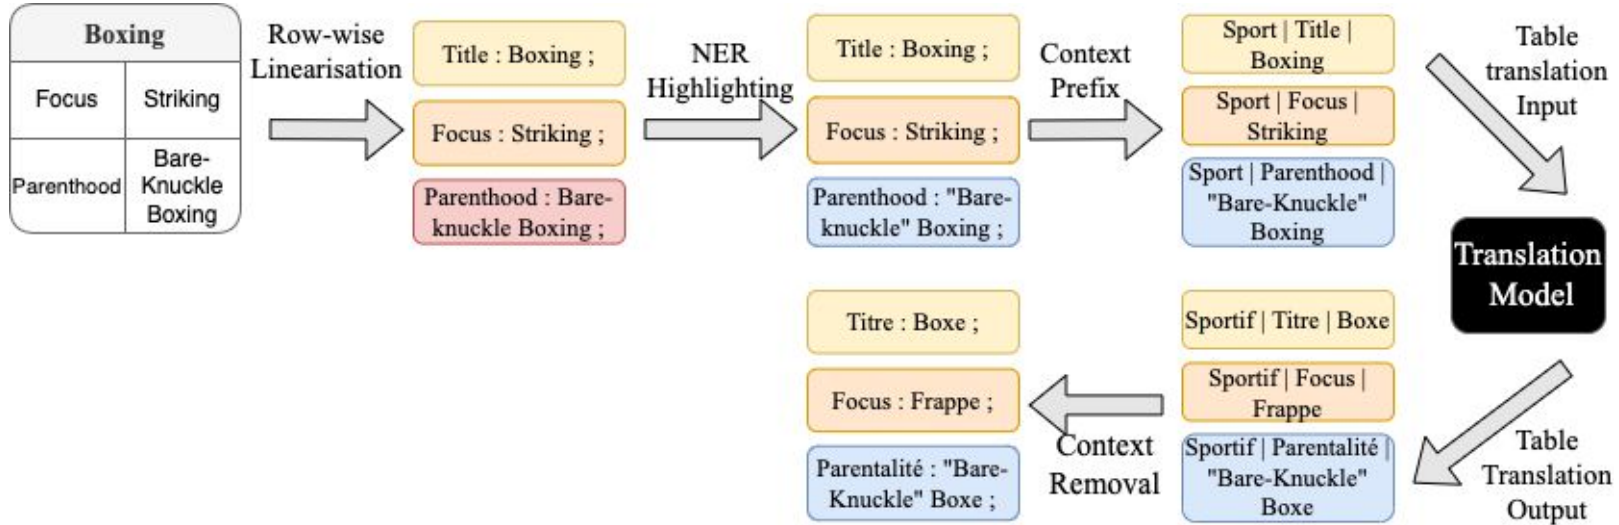 Boxing
Focus
Striking
Parenthood
Bare-
Knuckle
Boxing
Row-wise
Linearisation
Title : Boxing ;
Focus : Striking ;
Parenthood : Bare-
knuckle Boxing ;
NER
Highlighting
Title : Boxing ;
Focus : Striking ;
Parenthood : "Bare-
knuckle" Boxing ;
Context
Prefix
Sport | Title |
Boxing
Sport | Focus |
Striking
Sport | Parenthood |
"Bare-Knuckle"
Boxing
Table
translation
Input
Translation
Model
Table
Translation
Output
Sportif | Titre | Boxe
Sportif | Focus |
Frappe
Sportif | Parentalité |
"Bare-Knuckle"
Boxe
Context
Removal
Titre : Boxe ;
Focus : Frappe ;
Parentalité : "Bare-
Knuckle" Boxe ;